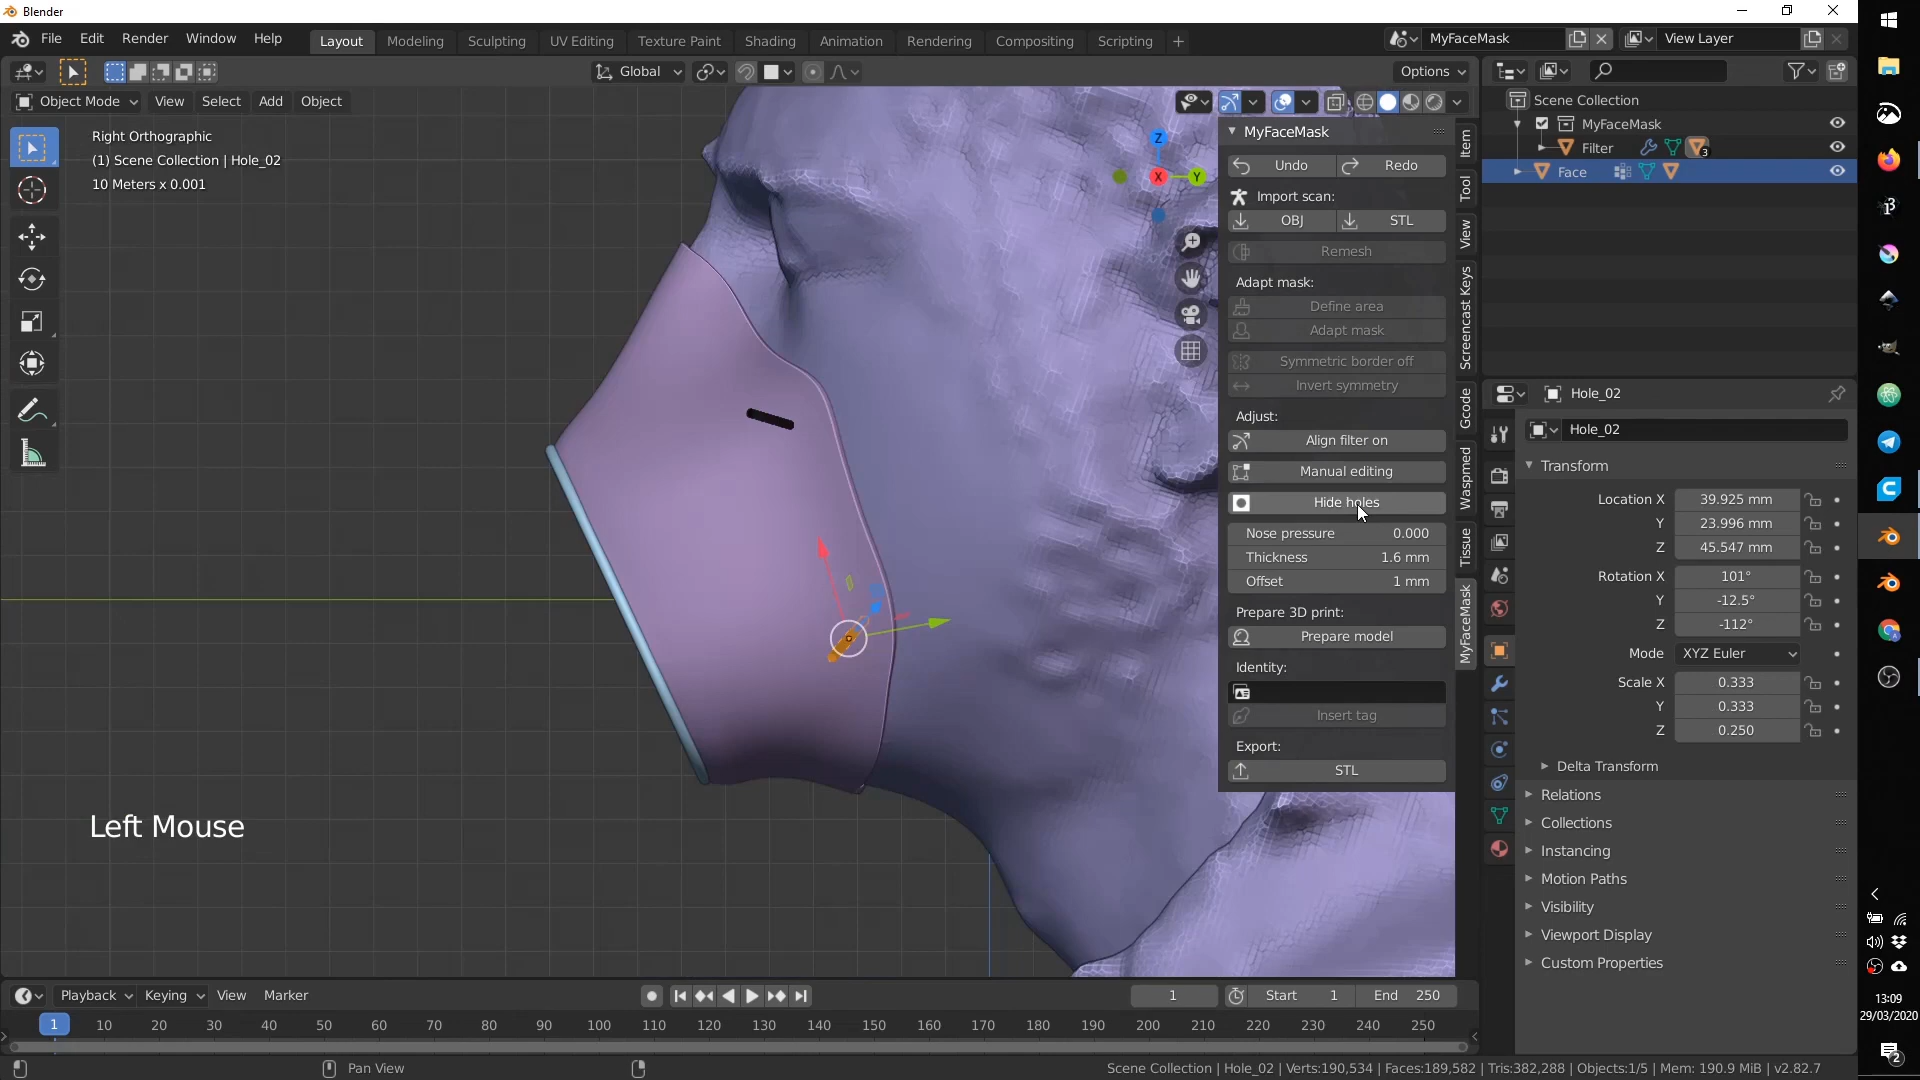 Blender
File Edit Render Window Help
Layout Modeling Sculpting UV Editing Texture Paint Shading Animation Rendering Compositing Scripting +
MyFaceMask
View Layer
Global
Options
Object Mode View Select Add Object
Right Orthographic
(1) Scene Collection | Hole_02
10 Meters x 0.001
Z
X
Y
MyFaceMask
Undo Redo
Import scan:
OBJ STL
Remesh
Adapt mask:
Define area
Adapt mask
Symmetric border off
Invert symmetry
Adjust:
Align filter on
Manual editing
Hide holes
Nose pressure 0.000
Thickness 1.6 mm
Offset 1 mm
Prepare 3D print:
Prepare model
Identity:
Insert tag
Export:
STL
Item
Tool
View
Screencast Keys
Gcode
Waspmed
Tissue
MyFaceMask
Scene Collection
MyFaceMask
Filter 3
Face
Hole_02
Hole_02
Transform
Location X 39.925 mm
Y 23.996 mm
Z 45.547 mm
Rotation X 101°
Y -12.5°
Z -112°
Mode XYZ Euler
Scale X 0.333
Y 0.333
Z 0.250
Delta Transform
Relations
Collections
Instancing
Motion Paths
Visibility
Viewport Display
Custom Properties
Left Mouse
Playback Keying View Marker
1 Start 1 End 250
1 10 20 30 40 50 60 70 80 90 100 110 120 130 140 150 160 170 180 190 200 210 220 230 240 250
Pan View
Scene Collection | Hole_02 | Verts:190,534 | Faces:189,582 | Tris:382,288 | Objects:1/5 | Mem: 190.9 MiB | v2.82.7
13:09
29/03/2020
2